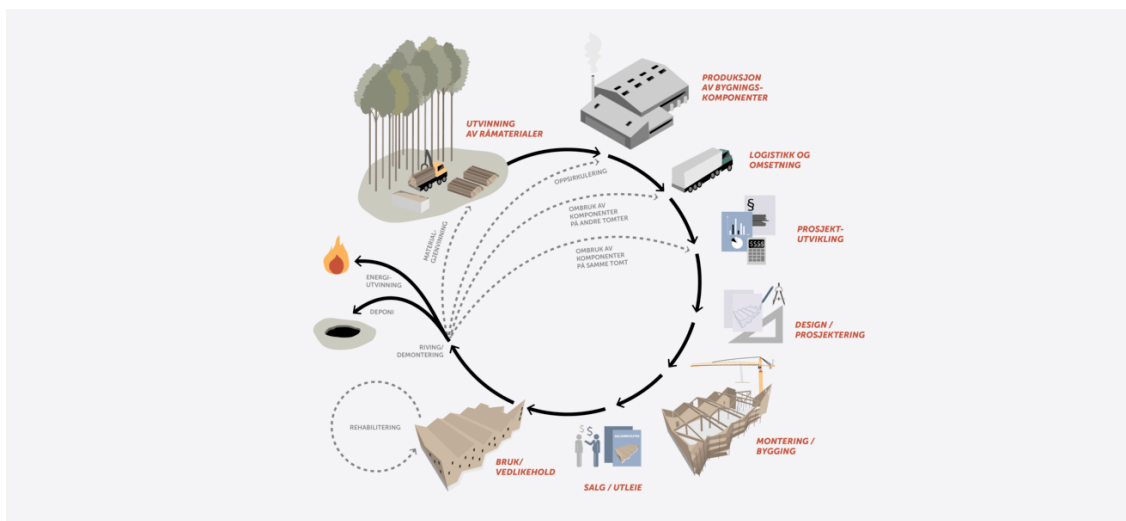 PRODUKSJON
AV BYGNINGS-
KOMPONENTER
UTVINNING
AV RÅMATERIALER
LOGISTIKK OG
OMSETNING
OPPSIRKULERING
OMBRUK AV
KOMPONENTER
PÅ ANDRE TOMTER
§
PROSJEKT-
UTVIKLING
$$$$
MATERIAL-
GJENVINNING
OMBRUK AV
KOMPONENTER
PÅ SAMME TOMT
ENERGI-
UTVINNING
DEPONI
DESIGN /
PROSJEKTERING
RIVING/
DEMONTERING
REHABILITERING
$
$
MONTERING /
BYGGING
BRUK/
VEDLIKEHOLD
SALG / UTLEIE